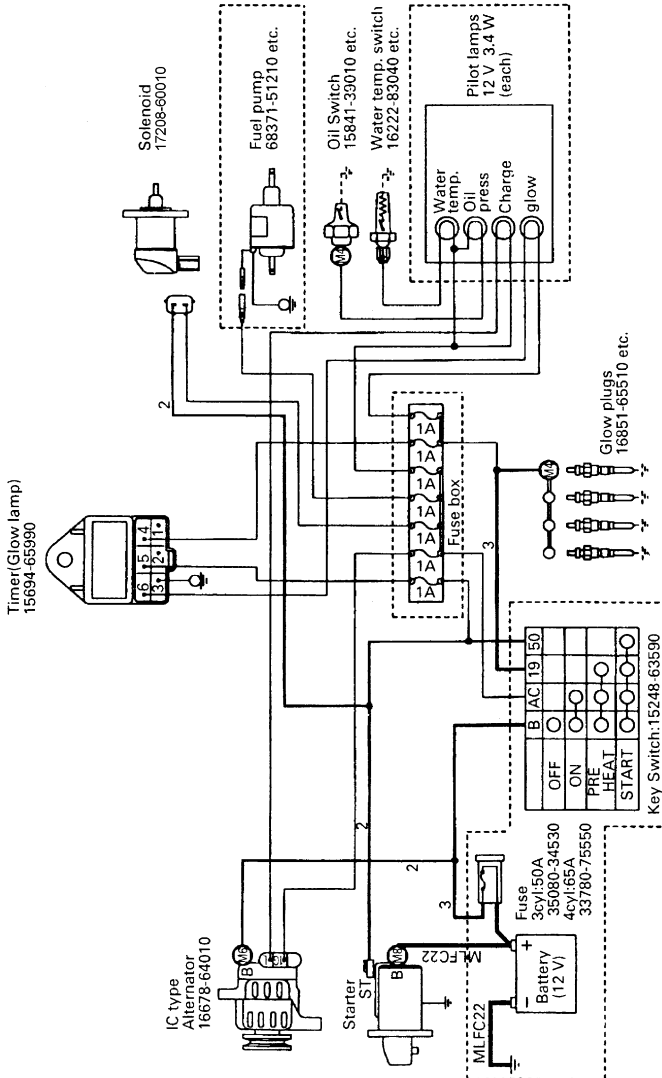 Solenoid
17208-60010
Fuel pump
68371-51210 etc.
Oil Switch
15841-39010 etc.
M4
Water temp. switch
16222-83040 etc.
Pilot lamps
12 V 3.4 W
(each)
Water
temp.
Oil
press
Charge
glow
2
Timer(Glow lamp)
15694-65990
6 5 4
3 2 1
1A
1A
1A
1A
1A
1A
1A
Fuse box
M4
Glow plugs
16851-65510 etc.
3
B AC 19 50
OFF
ON
PRE
HEAT
START
Key Switch:15248-63590
2
2
3
IC type
Alternator
16678-64010
M6
B
Starter
ST
M8
B
MLFC22
Fuse
3cyl:50A
35080-34530
4cyl:65A
33780-75550
Battery
(12 V)
+
−
MLFC22